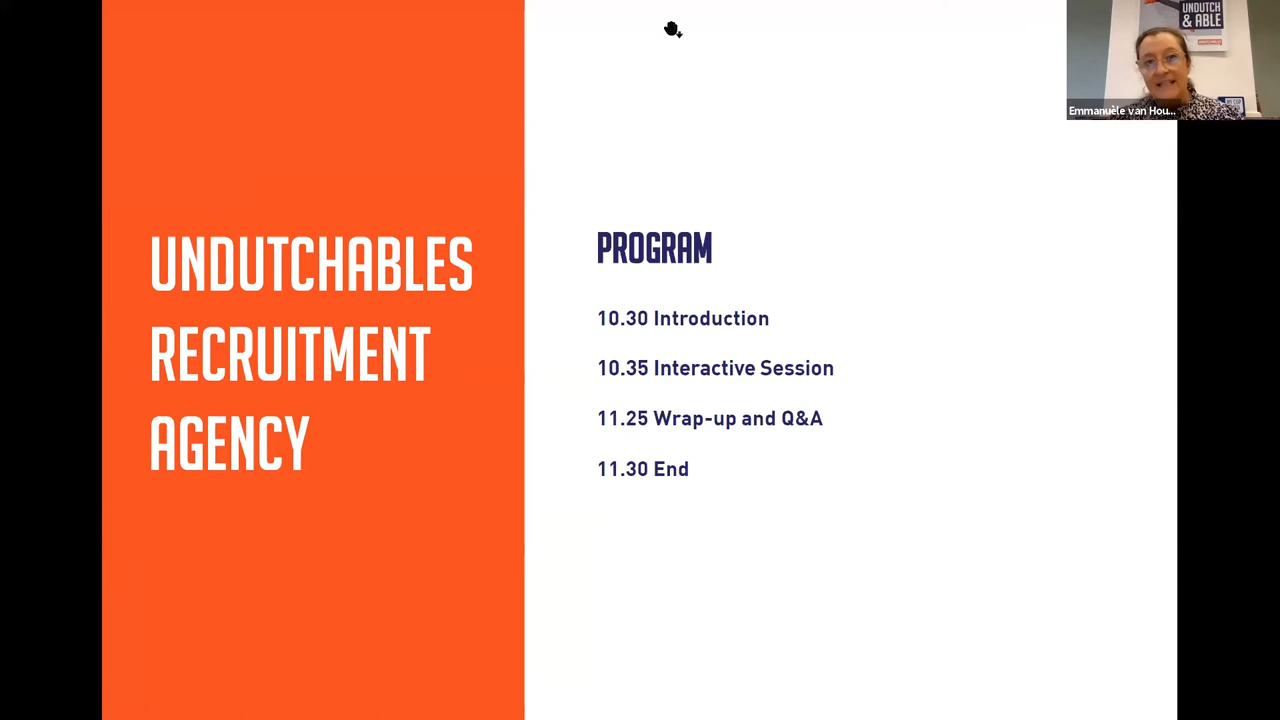 UNDUTCHABLES
RECRUITMENT
AGENCY
PROGRAM
10.30 Introduction
10.35 Interactive Session
11.25 Wrap-up and Q&A
11.30 End
UNDUTCH
& ABLE
Emmanuèle van Hou...